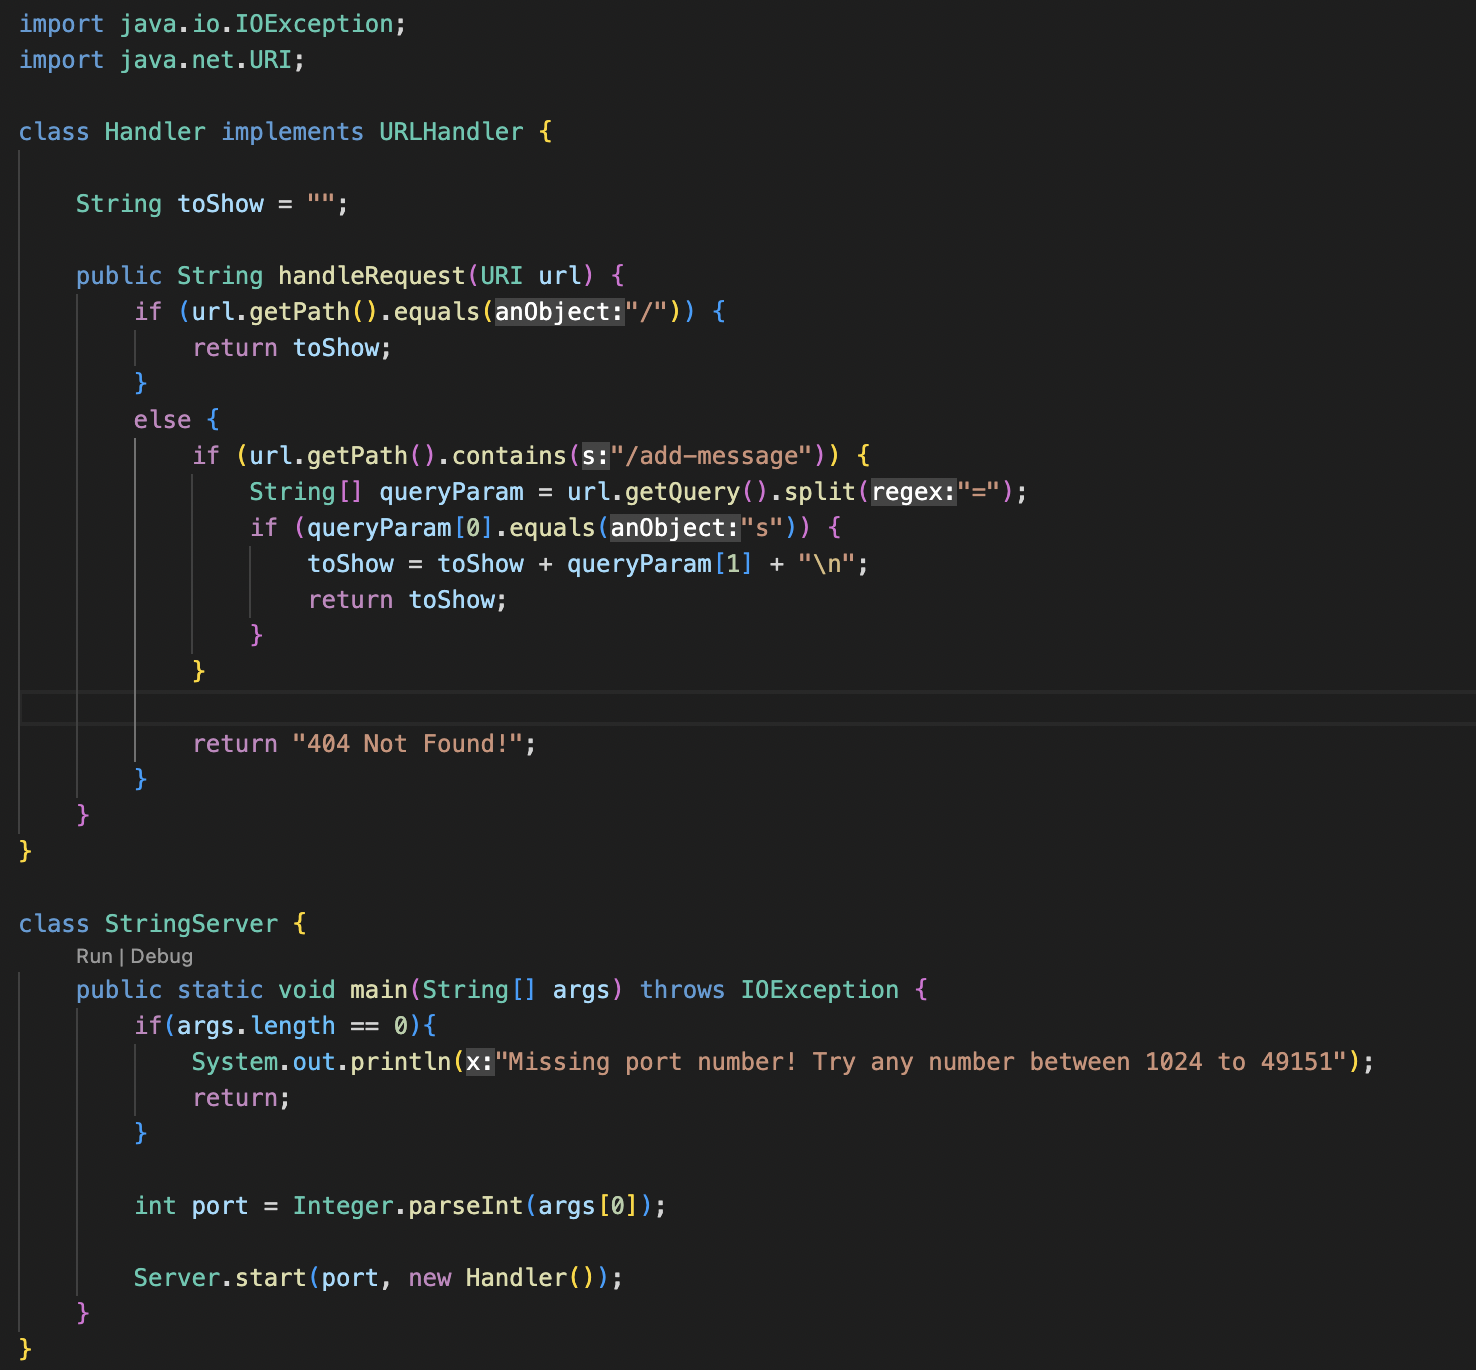 import java.io.IOException;
import java.net.URI;

class Handler implements URLHandler {

    String toShow = "";

    public String handleRequest(URI url) {
        if (url.getPath().equals(anObject:"/")) {
            return toShow;
        }
        else {
            if (url.getPath().contains(s:"/add-message")) {
                String[] queryParam = url.getQuery().split(regex:"=");
                if (queryParam[0].equals(anObject:"s")) {
                    toShow = toShow + queryParam[1] + "\n";
                    return toShow;
                }
            }

            return "404 Not Found!";
        }
    }
}

class StringServer {
    Run | Debug
    public static void main(String[] args) throws IOException {
        if(args.length == 0){
            System.out.println(x:"Missing port number! Try any number between 1024 to 49151");
            return;
        }

        int port = Integer.parseInt(args[0]);

        Server.start(port, new Handler());
    }
}